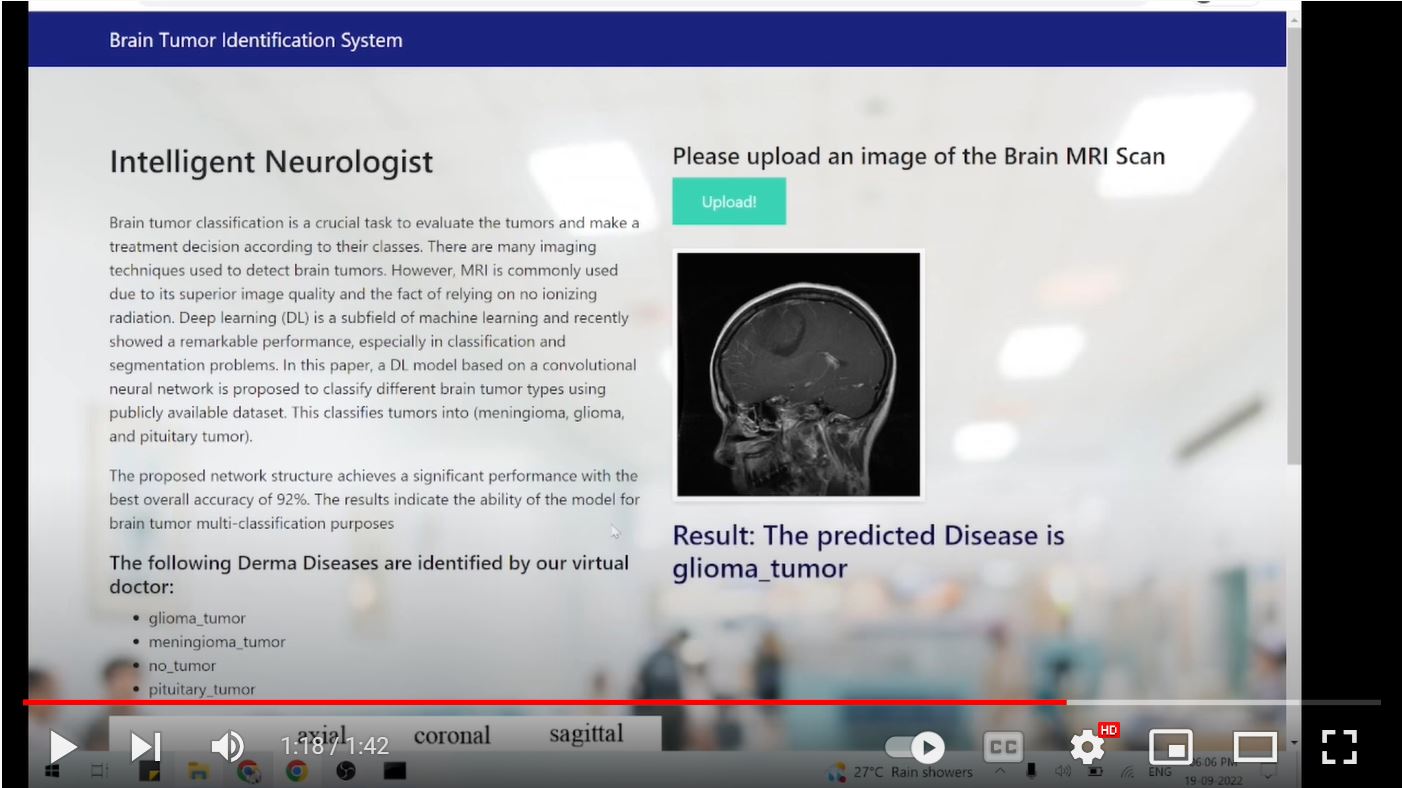 Brain Tumor Identification System
Intelligent Neurologist
Brain tumor classification is a crucial task to evaluate the tumors and make a
treatment decision according to their classes. There are many imaging
techniques used to detect brain tumors. However, MRI is commonly used
due to its superior image quality and the fact of relying on no ionizing
radiation. Deep learning (DL) is a subfield of machine learning and recently
showed a remarkable performance, especially in classification and
segmentation problems. In this paper, a DL model based on a convolutional
neural network is proposed to classify different brain tumor types using
publicly available dataset. This classifies tumors into (meningioma, glioma,
and pituitary tumor).
The proposed network structure achieves a significant performance with the
best overall accuracy of 92%. The results indicate the ability of the model for
brain tumor multi-classification purposes
The following Derma Diseases are identified by our virtual
doctor:
glioma_tumor
meningioma_tumor
no_tumor
pituitary_tumor
axial coronal sagittal
Please upload an image of the Brain MRI Scan
Upload!
Result: The predicted Disease is
glioma_tumor
1:18 / 1:42
CC
HD
27°C Rain showers
ENG
06:06 PM
19-09-2022